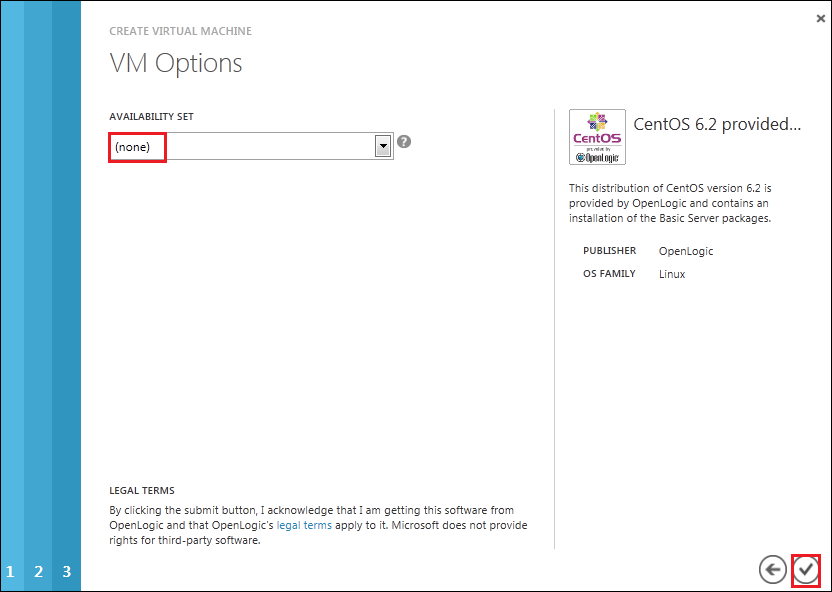 CREATE VIRTUAL MACHINE
VM Options
AVAILABILITY SET
(none)
?
LEGAL TERMS
By clicking the submit button, I acknowledge that I am getting this software from
OpenLogic and that OpenLogic's legal terms apply to it. Microsoft does not provide
rights for third-party software.
CentOS
provided by
OpenLogic
CentOS 6.2 provided...
This distribution of CentOS version 6.2 is
provided by OpenLogic and contains an
installation of the Basic Server packages.
PUBLISHER OpenLogic
OS FAMILY Linux
1 2 3